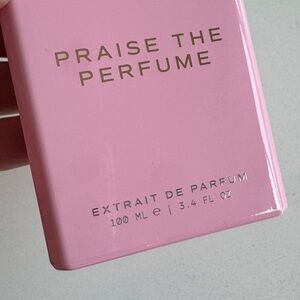 PRAISE THE
PERFUME
EXTRAIT DE PARFUM
100 ML e | 3.4 FL OZ